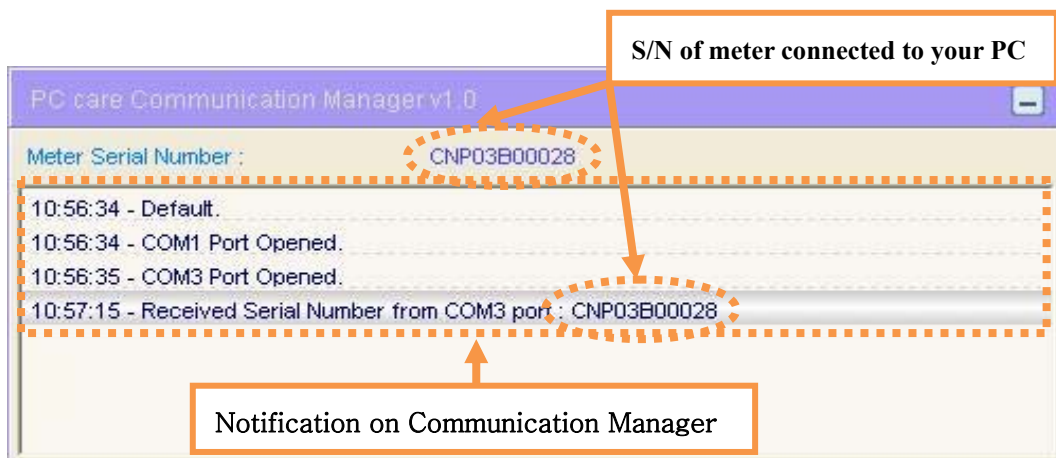 S/N of meter connected to your PC
PC care Communication Manager v1.0
Meter Serial Number : CNP03B00028
10:56:34 - Default.
10:56:34 - COM1 Port Opened.
10:56:35 - COM3 Port Opened.
10:57:15 - Received Serial Number from COM3 port : CNP03B00028
Notification on Communication Manager